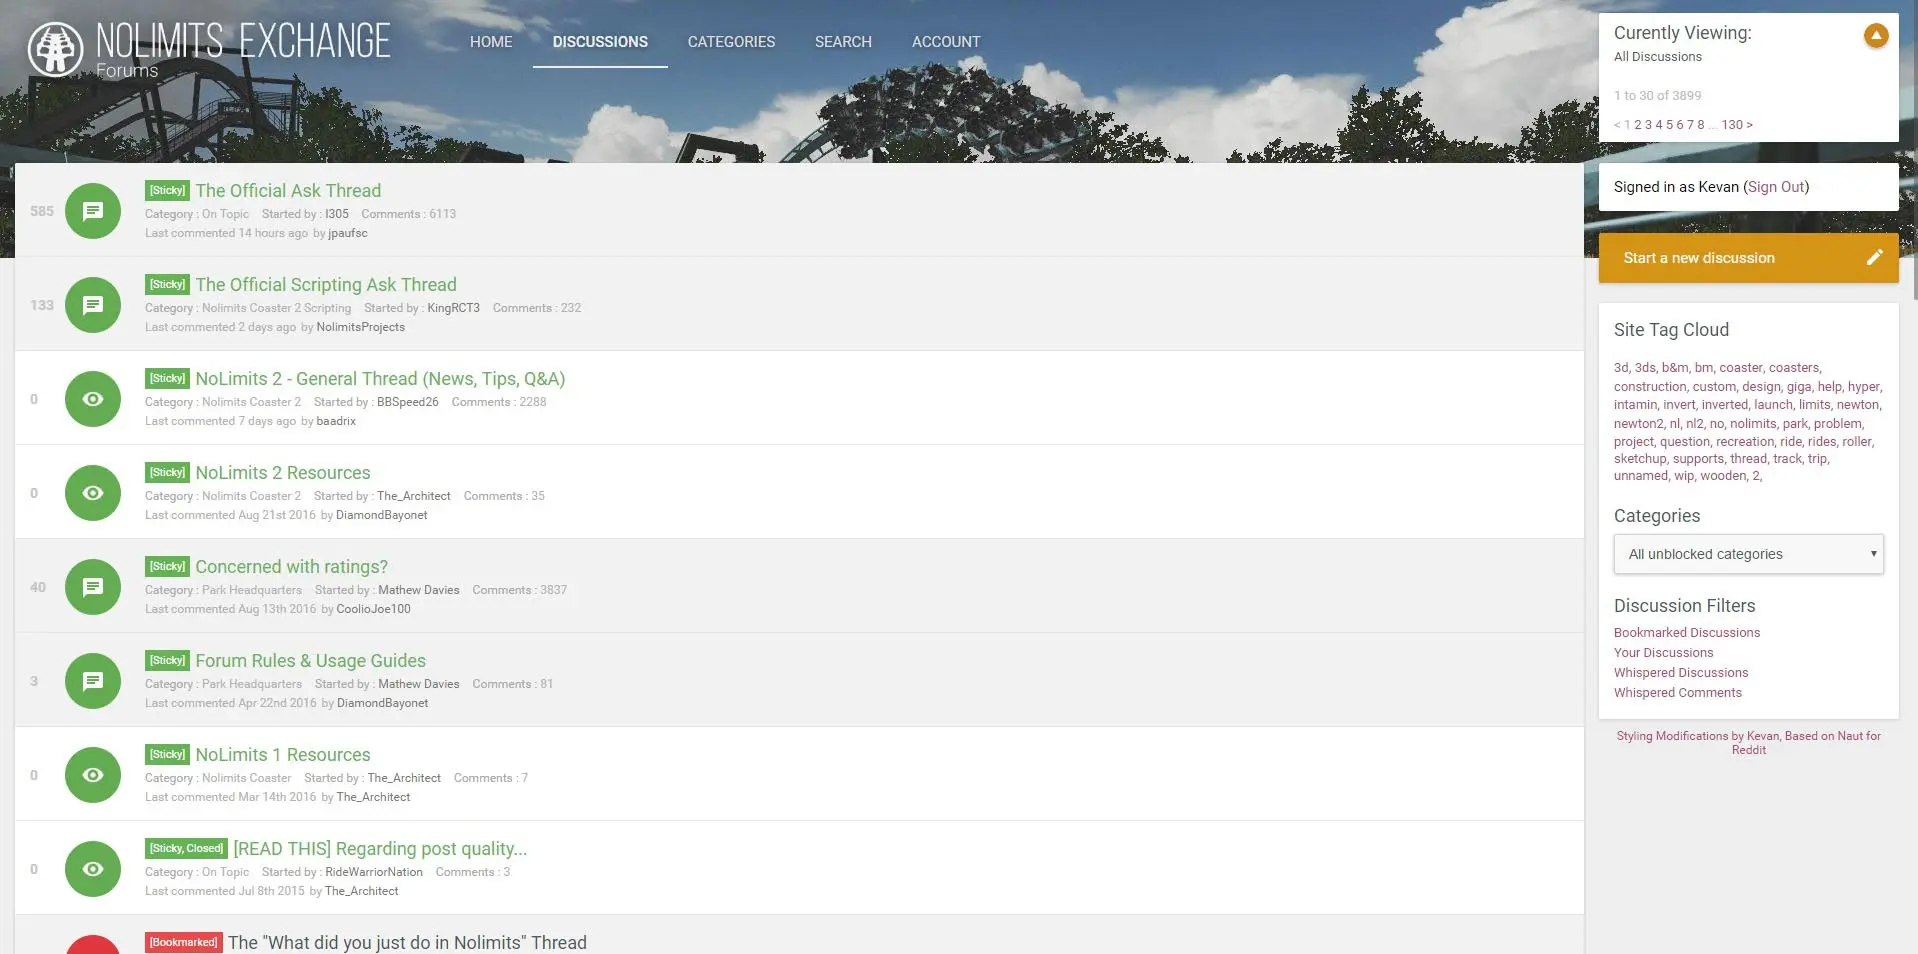 NOLIMITS EXCHANGE
Forums
HOME DISCUSSIONS CATEGORIES SEARCH ACCOUNT
Curently Viewing:
All Discussions
1 to 30 of 3899
< 1 2 3 4 5 6 7 8 ... 130 >
Signed in as Kevan (Sign Out)
Start a new discussion
Site Tag Cloud
3d, 3ds, b&m, bm, coaster, coasters,
construction, custom, design, giga, help, hyper,
intamin, invert, inverted, launch, limits, newton,
newton2, nl, nl2, no, nolimits, park, problem,
project, question, recreation, ride, rides, roller,
sketchup, supports, thread, track, trip,
unnamed, wip, wooden, 2,
Categories
All unblocked categories
Discussion Filters
Bookmarked Discussions
Your Discussions
Whispered Discussions
Whispered Comments
Styling Modifications by Kevan, Based on Naut for
Reddit
585
[Sticky] The Official Ask Thread
Category : On Topic Started by : I305 Comments : 6113
Last commented 14 hours ago by jpaufsc
133
[Sticky] The Official Scripting Ask Thread
Category : Nolimits Coaster 2 Scripting Started by : KingRCT3 Comments : 232
Last commented 2 days ago by NolimitsProjects
0
[Sticky] NoLimits 2 - General Thread (News, Tips, Q&A)
Category : Nolimits Coaster 2 Started by : BBSpeed26 Comments : 2288
Last commented 7 days ago by baadrix
0
[Sticky] NoLimits 2 Resources
Category : Nolimits Coaster 2 Started by : The_Architect Comments : 35
Last commented Aug 21st 2016 by DiamondBayonet
40
[Sticky] Concerned with ratings?
Category : Park Headquarters Started by : Mathew Davies Comments : 3837
Last commented Aug 13th 2016 by CoolioJoe100
3
[Sticky] Forum Rules & Usage Guides
Category : Park Headquarters Started by : Mathew Davies Comments : 81
Last commented Apr 22nd 2016 by DiamondBayonet
0
[Sticky] NoLimits 1 Resources
Category : Nolimits Coaster Started by : The_Architect Comments : 7
Last commented Mar 14th 2016 by The_Architect
0
[Sticky, Closed] [READ THIS] Regarding post quality...
Category : On Topic Started by : RideWarriorNation Comments : 3
Last commented Jul 8th 2015 by The_Architect
[Bookmarked] The "What did you just do in Nolimits" Thread